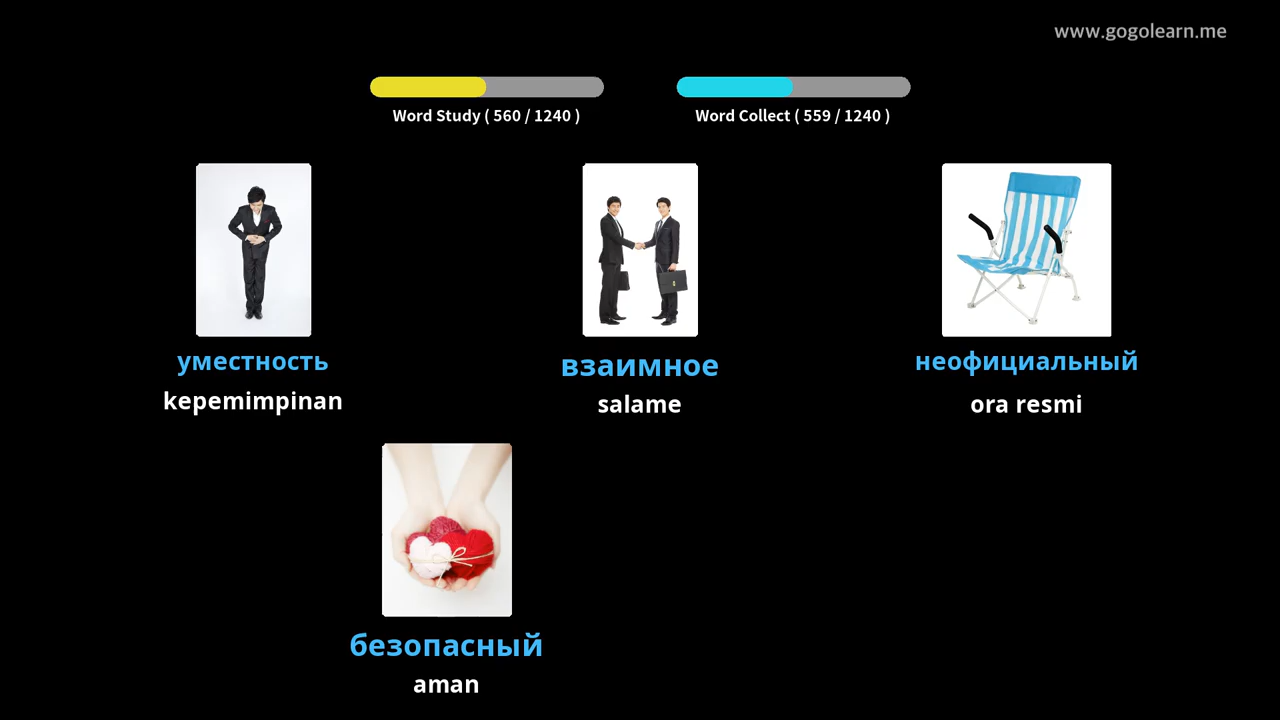 www.gogolearn.me
Word Study ( 560 / 1240 )
Word Collect ( 559 / 1240 )
уместность
kepemimpinan
взаимное
salame
неофициальный
ora resmi
безопасный
aman